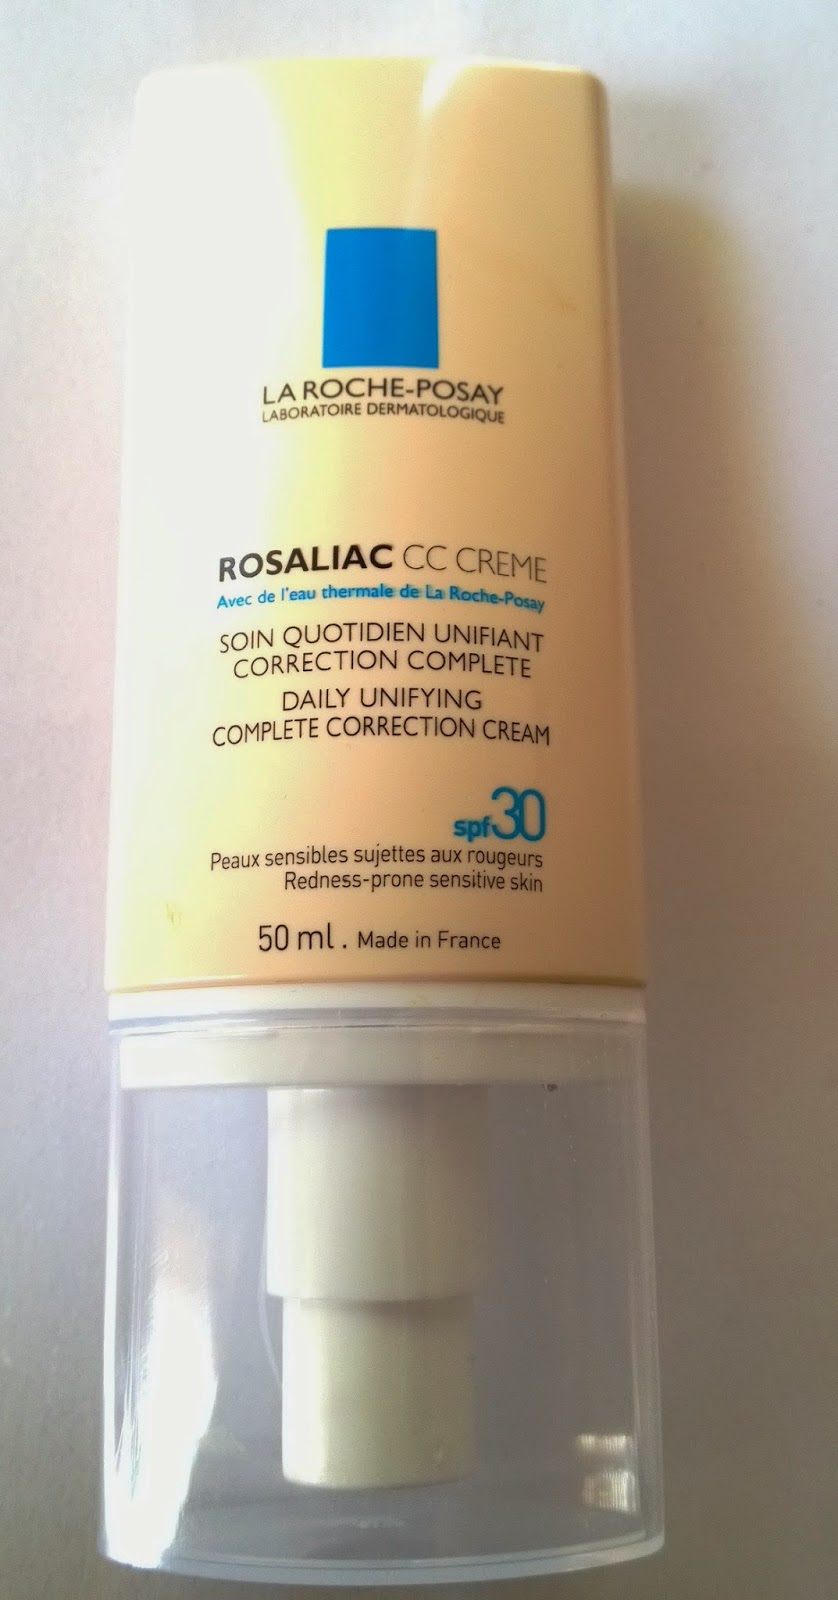 LA ROCHE-POSAY
LABORATOIRE DERMATOLOGIQUE
ROSALIAC CC CREME
Avec de l'eau thermale de La Roche-Posay
SOIN QUOTIDIEN UNIFIANT
CORRECTION COMPLETE
DAILY UNIFYING
COMPLETE CORRECTION CREAM
spf30
Peaux sensibles sujettes aux rougeurs
Redness-prone sensitive skin
50 ml . Made in France